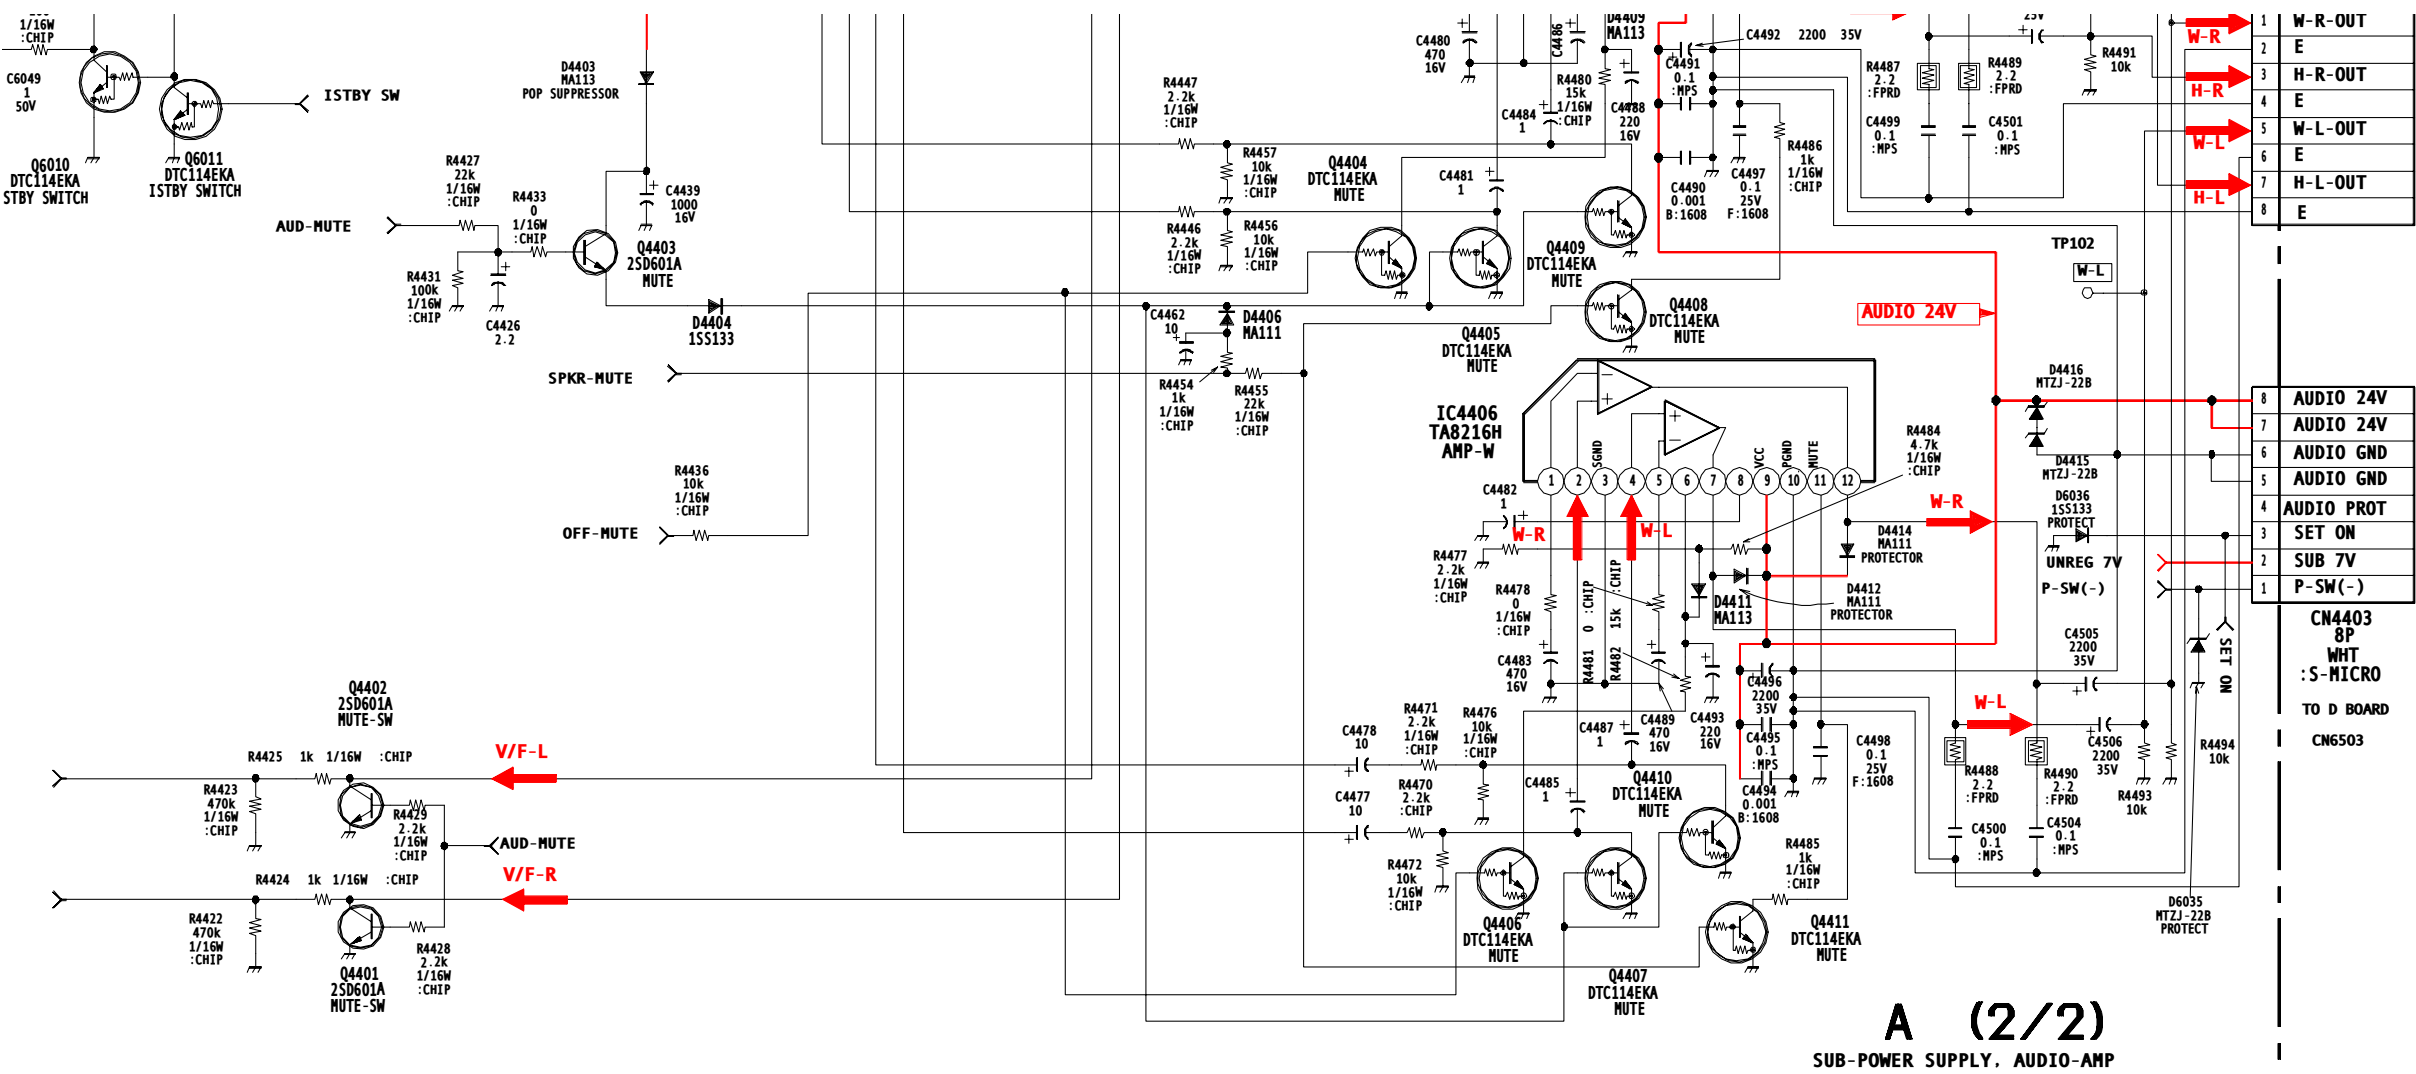 1/16W
:CHIP
C6049
1
50V
Q6010
DTC114EKA
STBY SWITCH
Q6011
DTC114EKA
ISTBY SWITCH
ISTBY SW
D4403
MA113
POP SUPPRESSOR
R4427
22k
1/16W
:CHIP
R4433
0
1/16W
:CHIP
C4439
1000
16V
AUD-MUTE
R4431
100k
1/16W
:CHIP
C4426
2.2
Q4403
2SD601A
MUTE
D4404
1SS133
SPKR-MUTE
R4436
10k
1/16W
:CHIP
OFF-MUTE
Q4402
2SD601A
MUTE-SW
R4425 1k 1/16W :CHIP
V/F-L
R4423
470k
1/16W
:CHIP
R4429
2.2k
1/16W
:CHIP
AUD-MUTE
R4424 1k 1/16W :CHIP
V/F-R
R4422
470k
1/16W
:CHIP
Q4401
2SD601A
MUTE-SW
R4428
2.2k
1/16W
:CHIP
R4447
2.2k
1/16W
:CHIP
R4457
10k
1/16W
:CHIP
R4446
2.2k
1/16W
:CHIP
R4456
10k
1/16W
:CHIP
C4462
10
D4406
MA111
R4454
1k
1/16W
:CHIP
R4455
22k
1/16W
:CHIP
Q4404
DTC114EKA
MUTE
C4480
470
16V
C4486
D4409
MA113
C4484
1
R4480
15k
1/16W
:CHIP
C4488
220
16V
C4481
1
C4492 2200 35V
C4491
0.1
:MPS
C4490
0.001
B:1608
C4497
0.1
25V
F:1608
R4486
1k
1/16W
:CHIP
Q4409
DTC114EKA
MUTE
Q4405
DTC114EKA
MUTE
Q4408
DTC114EKA
MUTE
25V
R4487
2.2
:FPRD
R4489
2.2
:FPRD
R4491
10k
C4499
0.1
:MPS
C4501
0.1
:MPS
W-R
H-R
W-L
H-L
1 W-R-OUT
2 E
3 H-R-OUT
4 E
5 W-L-OUT
6 E
7 H-L-OUT
8 E
TP102
W-L
AUDIO 24V
IC4406
TA8216H
AMP-W
SGND
VCC
PGND
MUTE
1 2 3 4 5 6 7 8 9 10 11 12
R4484
4.7k
1/16W
:CHIP
C4482
1
W-R
W-L
W-R
R4477
2.2k
1/16W
:CHIP
R4478
0
1/16W
:CHIP
R4481 0 :CHIP
R4482 15k :CHIP
D4411
MA113
D4414
MA111
PROTECTOR
D4412
MA111
PROTECTOR
C4483
470
16V
C4487
1
C4489
470
16V
C4493
220
16V
C4496
2200
35V
C4495
0.1
:MPS
C4494
0.001
B:1608
C4498
0.1
25V
F:1608
C4478
10
R4471
2.2k
1/16W
:CHIP
R4476
10k
1/16W
:CHIP
C4477
10
R4470
2.2k
:CHIP
C4485
1
R4472
10k
1/16W
:CHIP
Q4410
DTC114EKA
MUTE
Q4406
DTC114EKA
MUTE
Q4407
DTC114EKA
MUTE
R4485
1k
1/16W
:CHIP
Q4411
DTC114EKA
MUTE
D4416
MTZJ-22B
D4415
MTZJ-22B
D6036
1SS133
PROTECT
UNREG 7V
P-SW(-)
8 AUDIO 24V
7 AUDIO 24V
6 AUDIO GND
5 AUDIO GND
4 AUDIO PROT
3 SET ON
2 SUB 7V
1 P-SW(-)
CN4403
8P
WHT
:S-MICRO
TO D BOARD
CN6503
SET ON
C4505
2200
35V
W-L
C4506
2200
35V
R4494
10k
R4493
10k
R4488
2.2
:FPRD
R4490
2.2
:FPRD
C4500
0.1
:MPS
C4504
0.1
:MPS
D6035
MTZJ-22B
PROTECT
A (2/2)
SUB-POWER SUPPLY, AUDIO-AMP